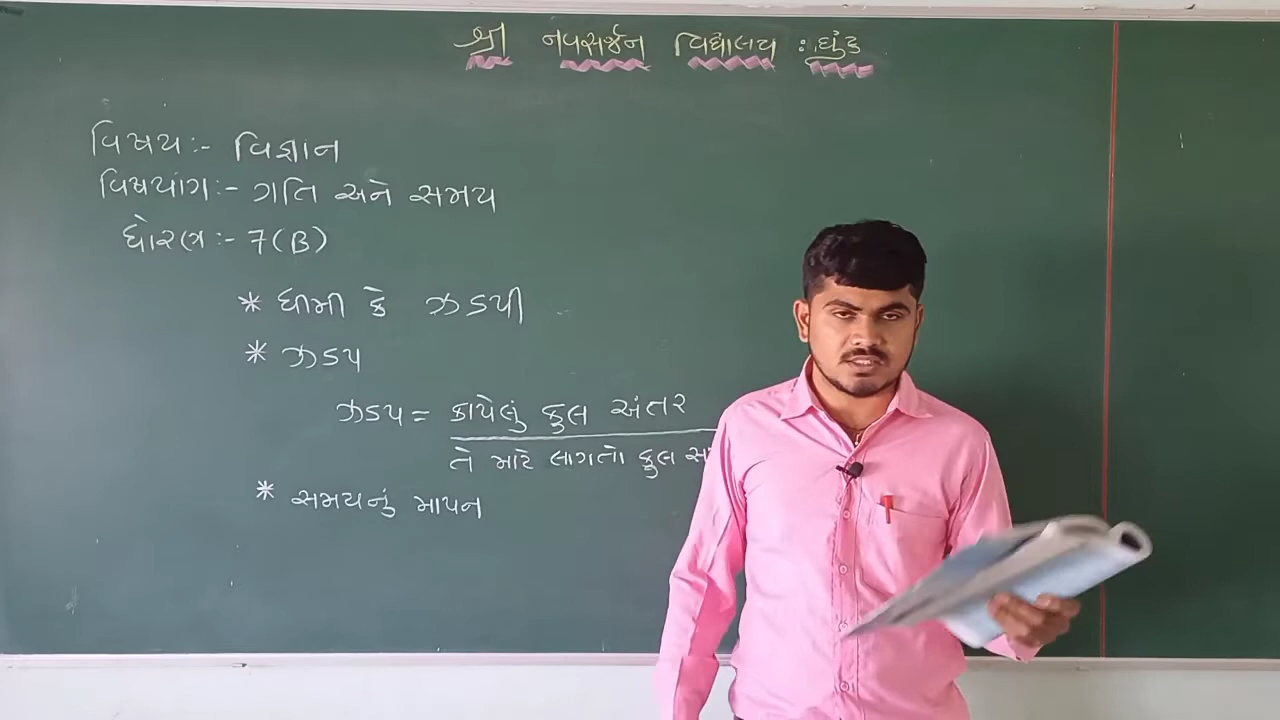 શ્રી નવસર્જન વિદ્યાલય : ઘુંટુ
વિષય:- વિજ્ઞાન
વિષયાંગ:- ગતિ અને સમય
ધોરણ:- 7(B)
* ધીમી કે ઝડપી
* ઝડપ
ઝડપ = કાપેલું કુલ અંતર
તે માટે લાગતો કુલ
* સમયનું માપન